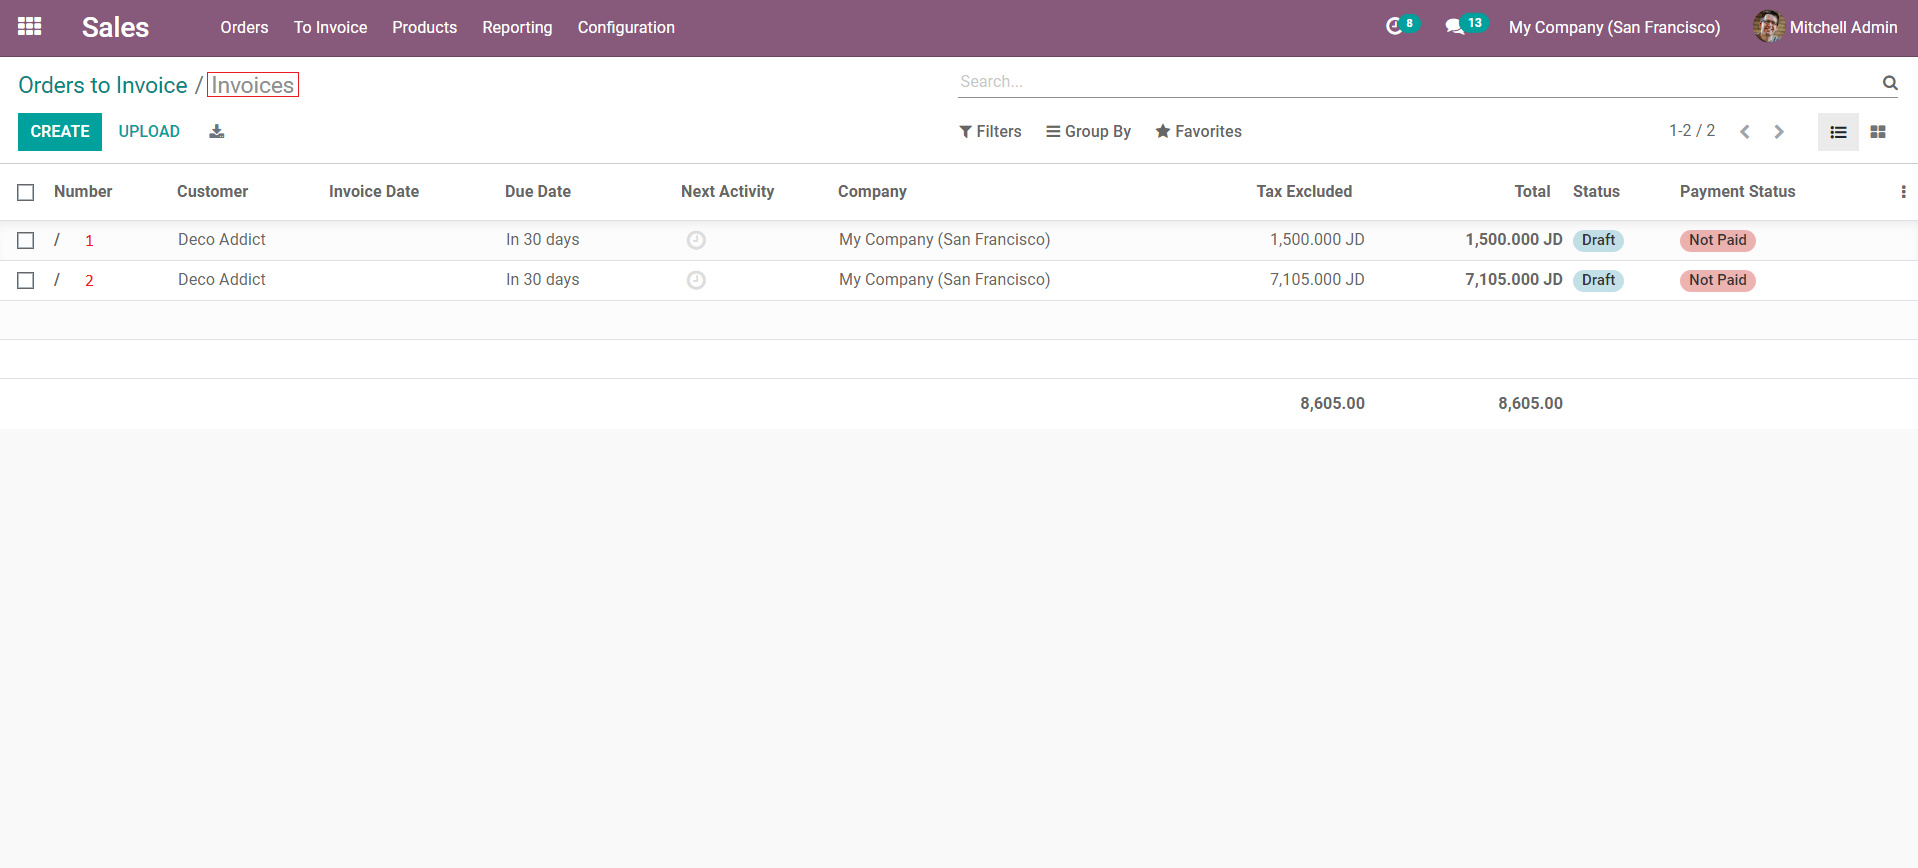 Sales Orders To Invoice Products Reporting Configuration 8 13 My Company (San Francisco) Mitchell Admin
Orders to Invoice / Invoices Search...
CREATE UPLOAD Filters Group By Favorites 1-2 / 2
Number Customer Invoice Date Due Date Next Activity Company Tax Excluded Total Status Payment Status
/ 1 Deco Addict In 30 days My Company (San Francisco) 1,500.000 JD 1,500.000 JD Draft Not Paid
/ 2 Deco Addict In 30 days My Company (San Francisco) 7,105.000 JD 7,105.000 JD Draft Not Paid
8,605.00 8,605.00